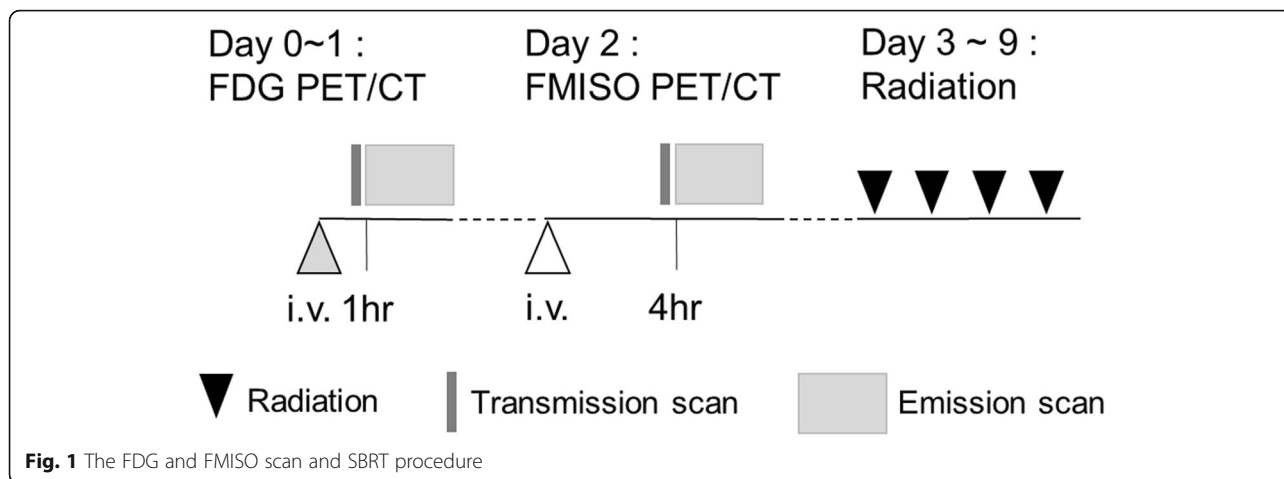 Day 0~1 :
FDG PET/CT
Day 2 :
FMISO PET/CT
Day 3 ~ 9 :
Radiation
i.v. 1hr
i.v.
4hr
Radiation
Transmission scan
Emission scan
Fig. 1 The FDG and FMISO scan and SBRT procedure